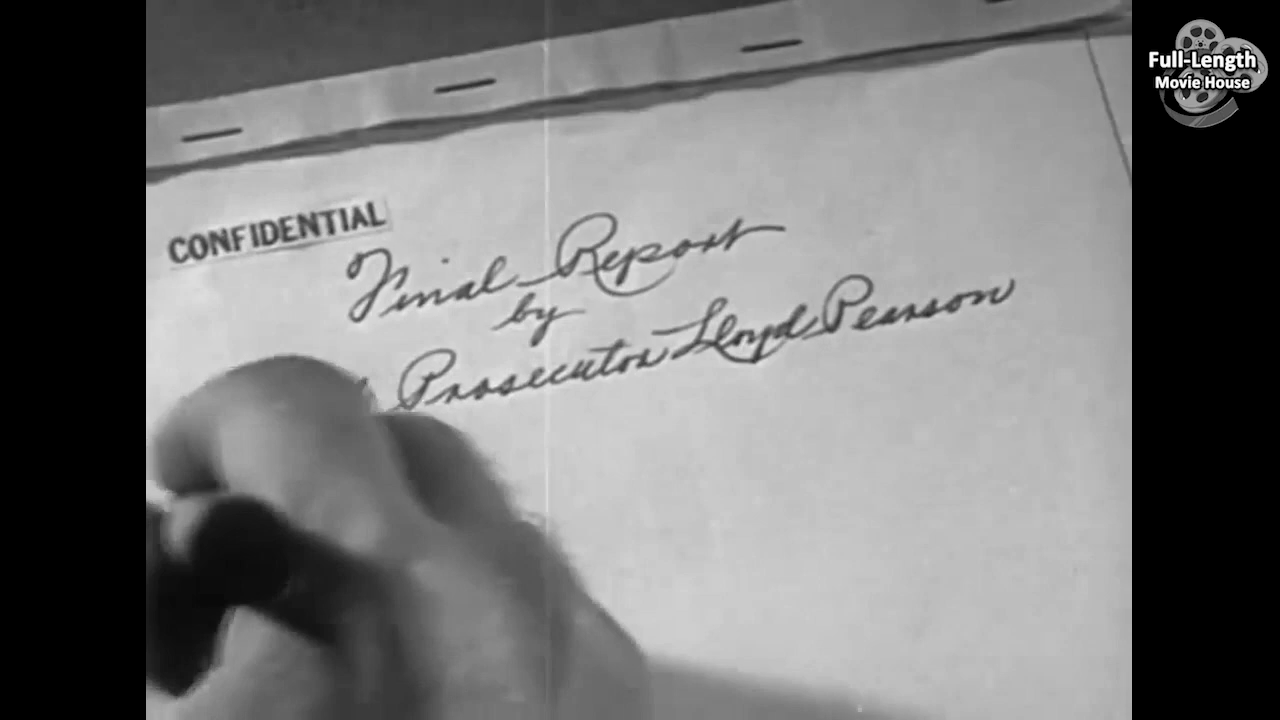 Full-Length
Movie House
CONFIDENTIAL
Final Report
by
Prosecutor Lloyd Pearson